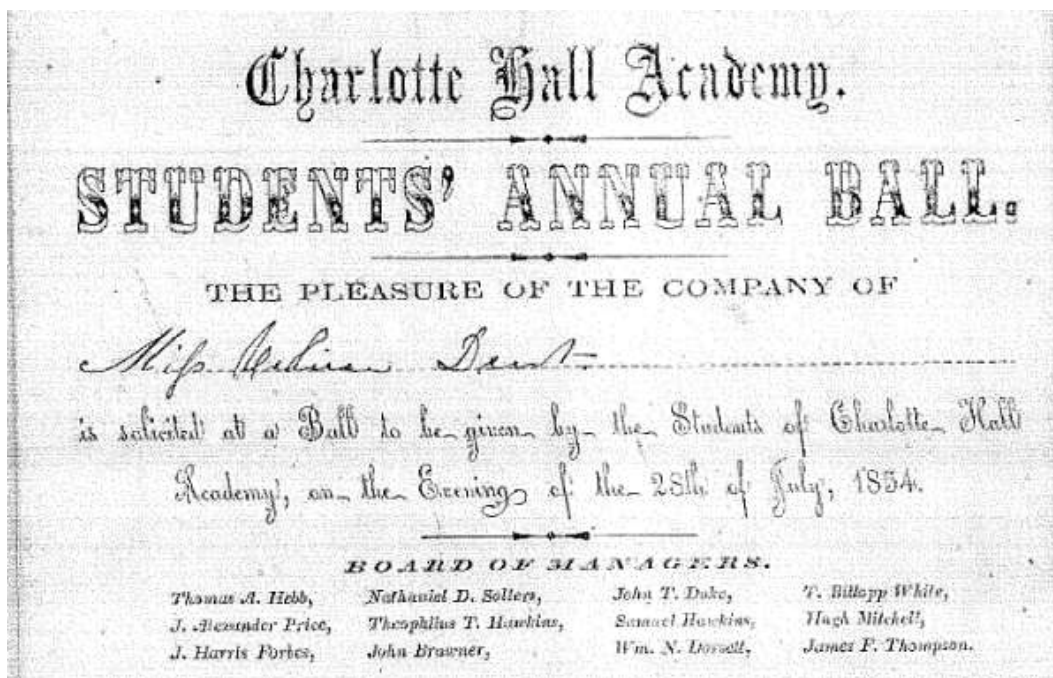 Charlotte Hall Academy.
STUDENTS' ANNUAL BALL.
THE PLEASURE OF THE COMPANY OF
Miss Dent
is solicited at a Ball to be given by the Students of Charlotte Hall
Academy, on the Evening of the 28th of July, 1854.
BOARD OF MANAGERS.
Thomas A. Hebb, Nathaniel D. Sollers, John T. Duke, T. Billopp White,
J. Alexander Price, Theophilus T. Hawkins, Samuel Hawkins, Hugh Mitchell,
J. Harris Forbes, John Brawner, Wm. N. Dorsett, James F. Thompson.